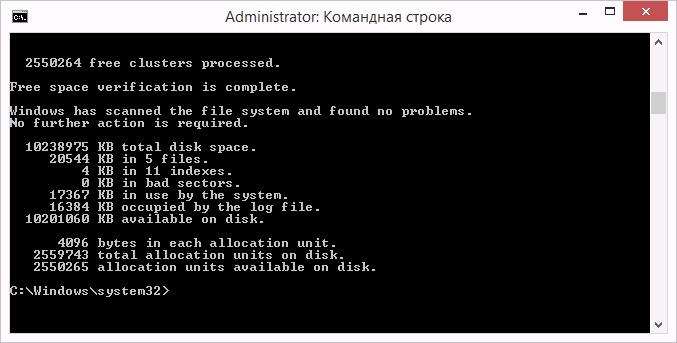 Administrator: Командная строка
C:\.
2550264 free clusters processed.
Free space verification is complete.
Windows has scanned the file system and found no problems.
No further action is required.
10238975 KB total disk space.
20544 KB in 5 files.
4 KB in 11 indexes.
0 KB in bad sectors.
17367 KB in use by the system.
16384 KB occupied by the log file.
10201060 KB available on disk.
4096 bytes in each allocation unit.
2559743 total allocation units on disk.
2550265 allocation units available on disk.
C:\Windows\system32>